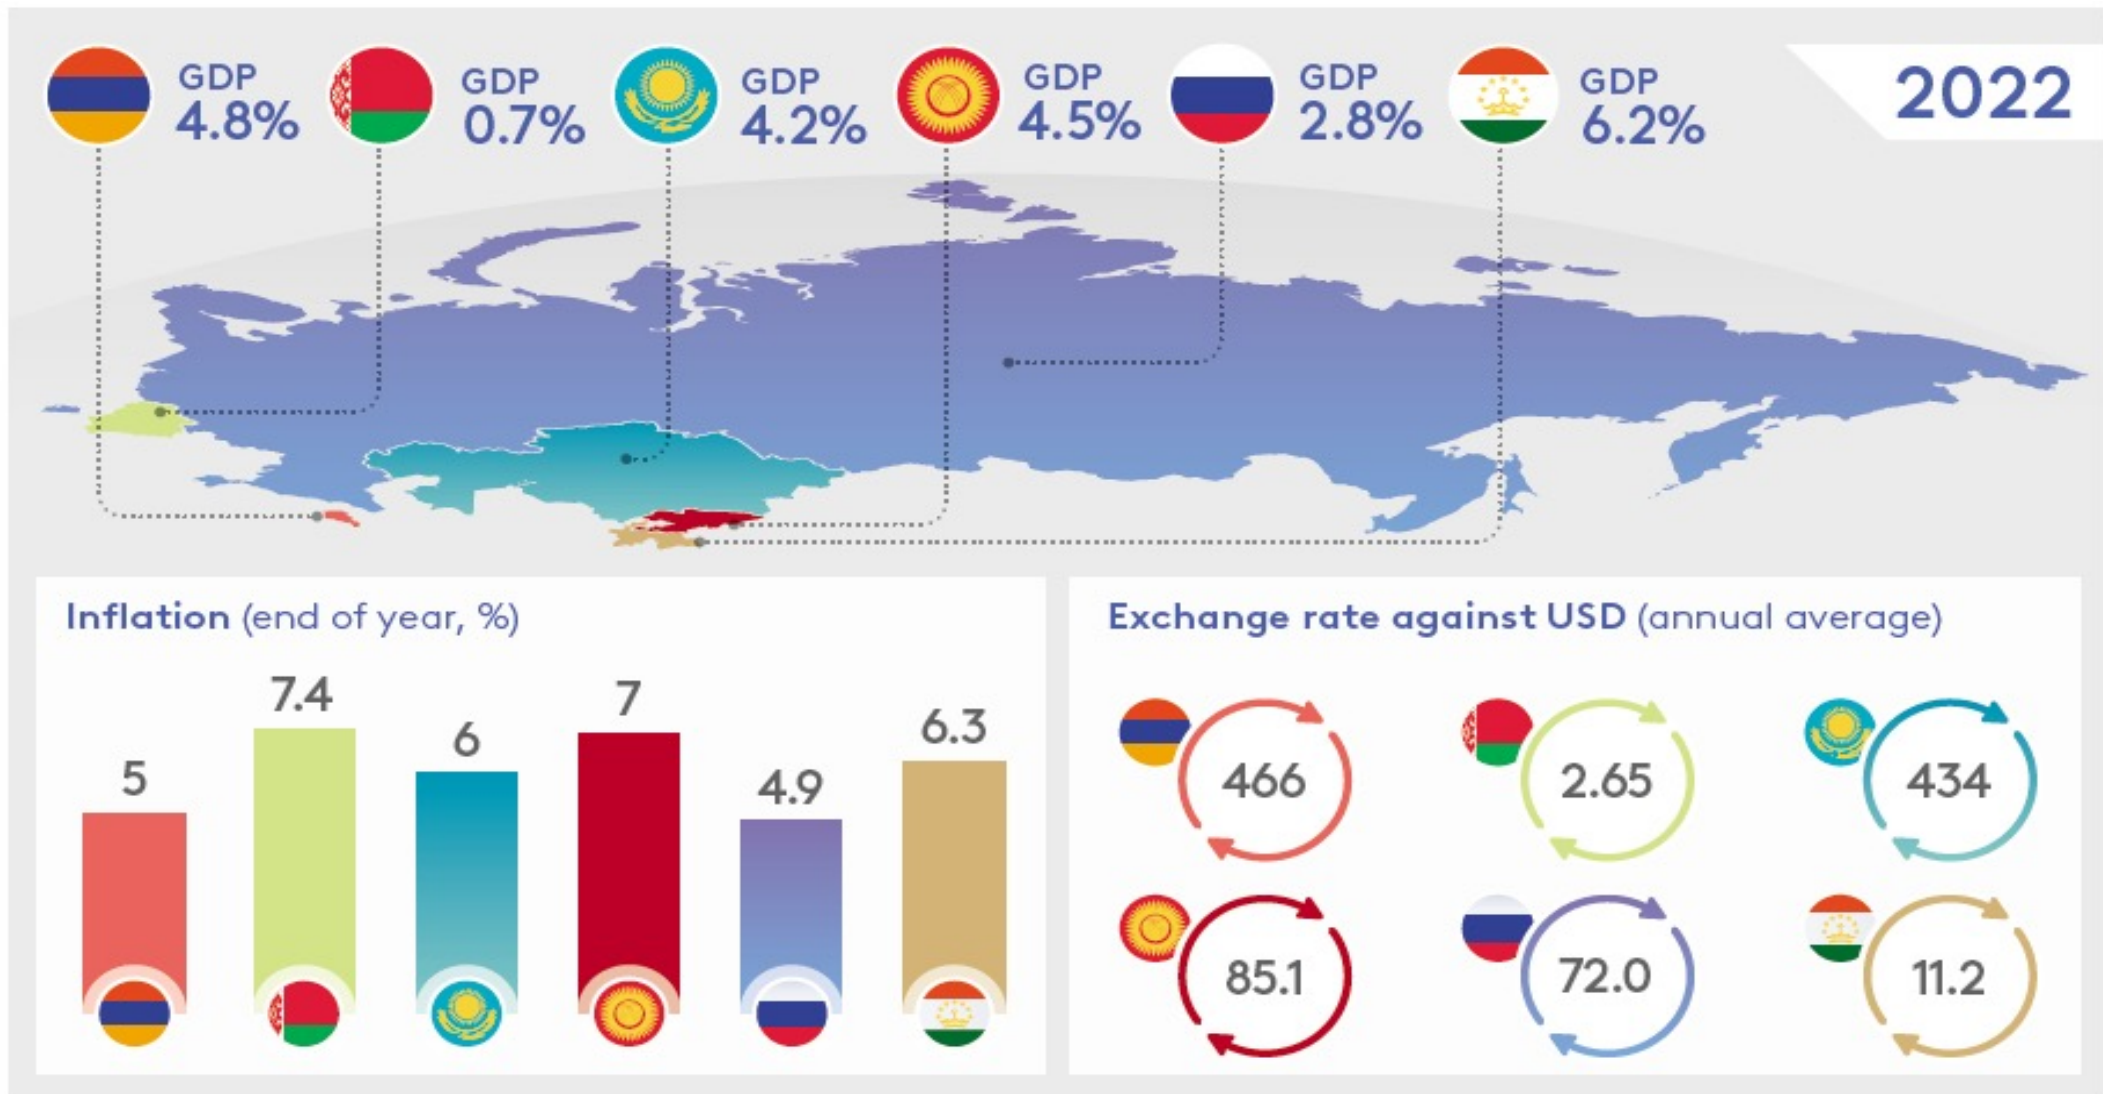 GDP
4.8%
GDP
0.7%
GDP
4.2%
GDP
4.5%
GDP
2.8%
GDP
6.2%
2022
Inflation (end of year, %)
5
7.4
6
7
4.9
6.3
Exchange rate against USD (annual average)
466
2.65
434
85.1
72.0
11.2